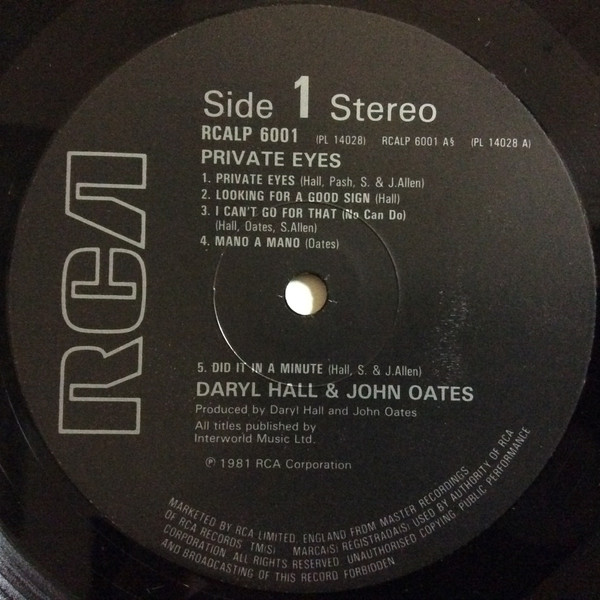 Side 1 Stereo
RCALP 6001 (PL 14028) RCALP 6001 A§ (PL 14028 A)
PRIVATE EYES
1. PRIVATE EYES (Hall, Pash, S. & J.Allen)
2. LOOKING FOR A GOOD SIGN (Hall)
3. I CAN'T GO FOR THAT (No Can Do)
(Hall, Oates, S.Allen)
4. MANO A MANO (Oates)
5. DID IT IN A MINUTE (Hall, S. & J.Allen)
DARYL HALL & JOHN OATES
Produced by Daryl Hall and John Oates
All titles published by
Interworld Music Ltd.
℗ 1981 RCA Corporation
RCA
MARKETED BY RCA LIMITED, ENGLAND FROM MASTER RECORDINGS
OF RCA RECORDS. TM(S) MARCA(S) REGISTRADA(S) USED BY AUTHORITY OF RCA
CORPORATION. ALL RIGHTS RESERVED. UNAUTHORISED COPYING, PUBLIC PERFORMANCE
AND BROADCASTING OF THIS RECORD FORBIDDEN